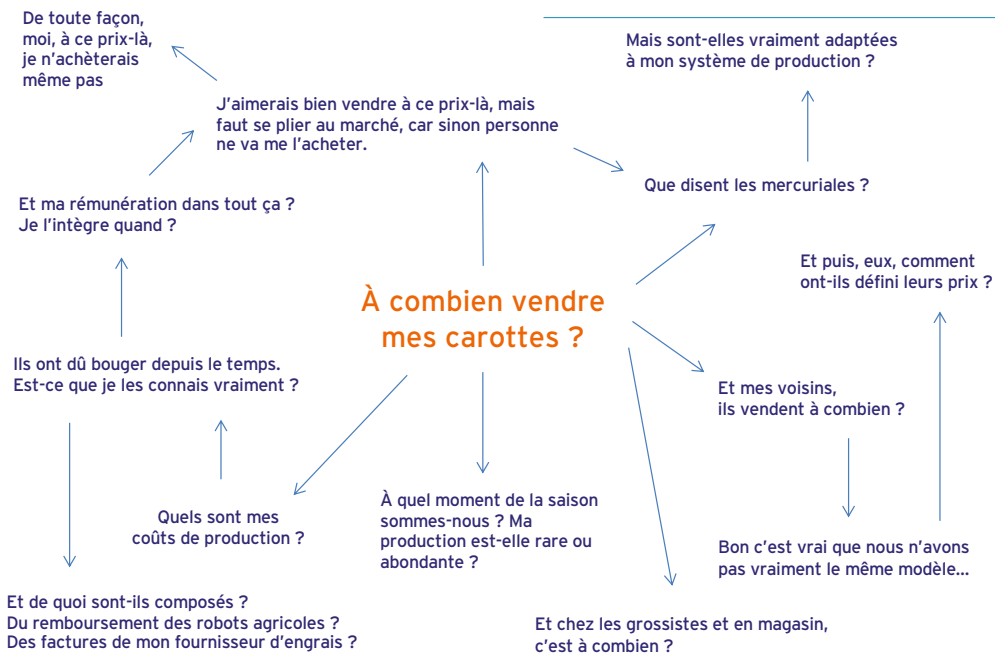 De toute façon,
moi, à ce prix-là,
je n’achèterais
même pas
Mais sont-elles vraiment adaptées
à mon système de production ?
J’aimerais bien vendre à ce prix-là, mais
faut se plier au marché, car sinon personne
ne va me l’acheter.
Que disent les mercuriales ?
Et ma rémunération dans tout ça ?
Je l’intègre quand ?
Et puis, eux, comment
ont-ils défini leurs prix ?
À combien vendre
mes carottes ?
Ils ont dû bouger depuis le temps.
Est-ce que je les connais vraiment ?
Et mes voisins,
ils vendent à combien ?
Quels sont mes
coûts de production ?
À quel moment de la saison
sommes-nous ? Ma
production est-elle rare ou
abondante ?
Bon c’est vrai que nous n’avons
pas vraiment le même modèle…
Et de quoi sont-ils composés ?
Du remboursement des robots agricoles ?
Des factures de mon fournisseur d’engrais ?
Et chez les grossistes et en magasin,
c’est à combien ?